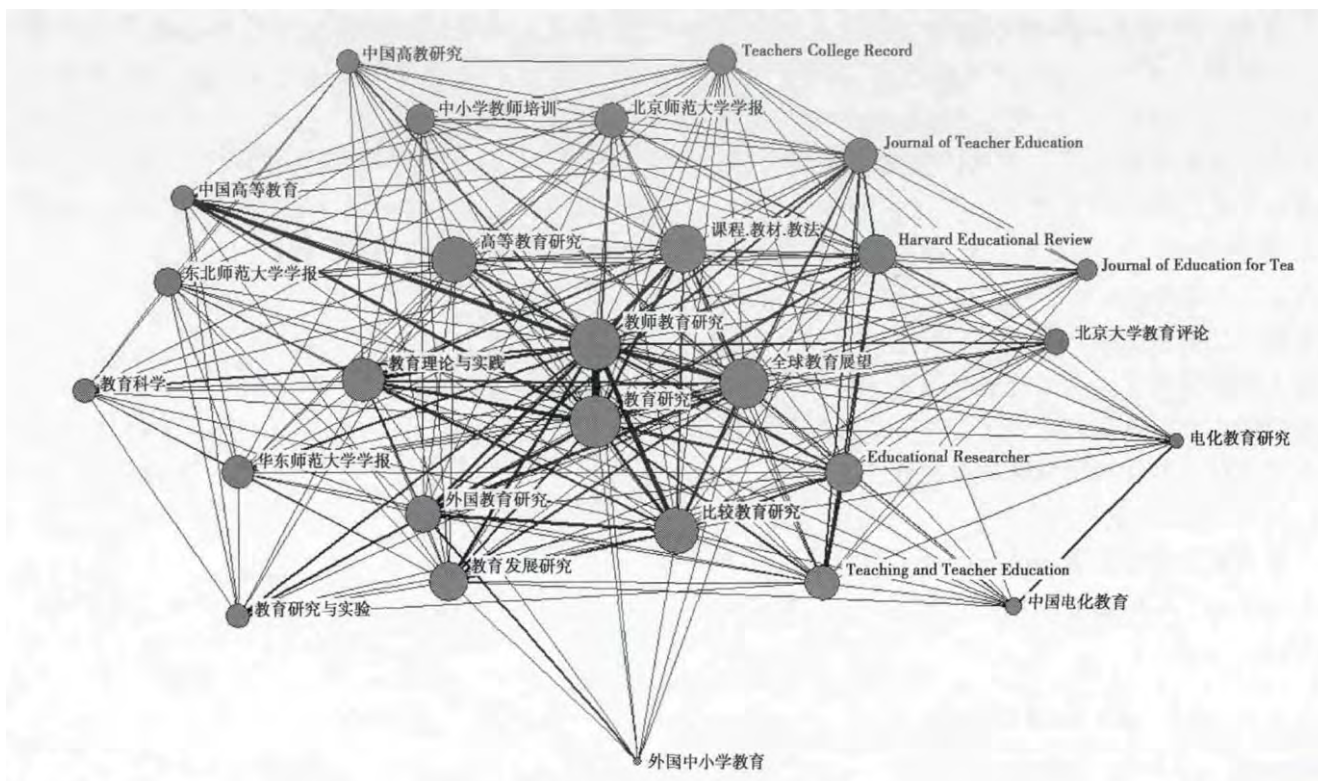 中国高教研究
Teachers College Record
中小学教师培训
北京师范大学学报
Journal of Teacher Education
中国高等教育
课程.教材.教法
高等教育研究
Harvard Educational Review
Journal of Education for Tea
东北师范大学学报
教师教育研究
北京大学教育评论
教育理论与实践
全球教育展望
教育科学
教育研究
电化教育研究
华东师范大学学报
Educational Researcher
外国教育研究
比较教育研究
教育发展研究
Teaching and Teacher Education
中国电化教育
教育研究与实验
外国中小学教育